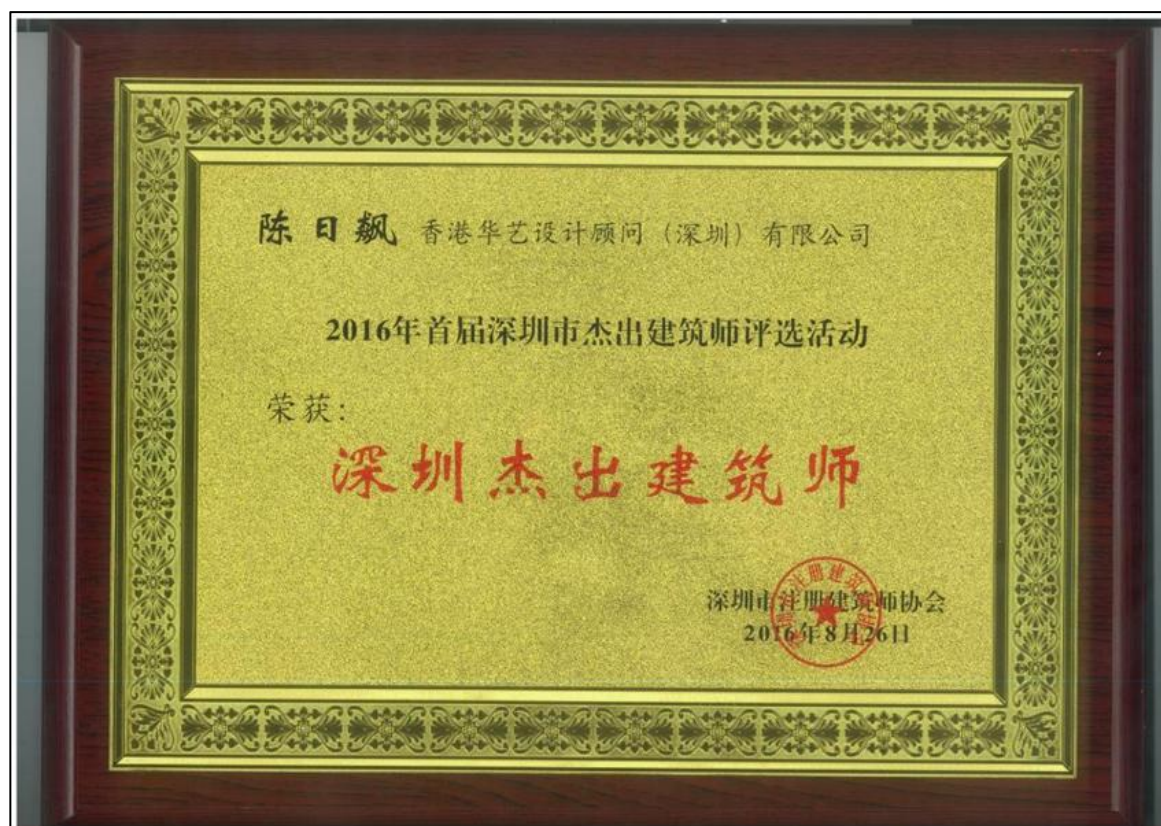 陈日飙 香港华艺设计顾问（深圳）有限公司
2016年首届深圳市杰出建筑师评选活动
荣获：
深圳杰出建筑师
深圳市注册建筑师协会
2016年8月26日